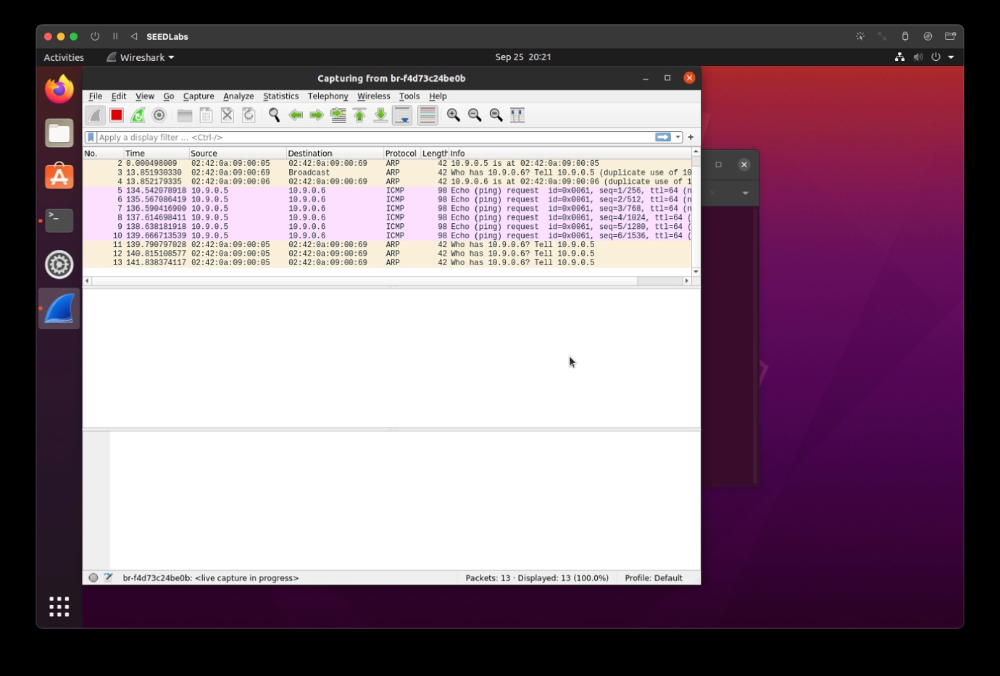 SEEDLabs
Activities Wireshark Sep 25 20:21
Capturing from br-f4d73c24be0b
File Edit View Go Capture Analyze Statistics Telephony Wireless Tools Help
Apply a display filter ... <Ctrl-/> +
No. Time Source Destination Protocol Length Info
2 0.000498009 02:42:0a:09:00:05 02:42:0a:09:00:69 ARP 42 10.9.0.5 is at 02:42:0a:09:00:05
3 13.851930330 02:42:0a:09:00:69 Broadcast ARP 42 Who has 10.9.0.6? Tell 10.9.0.5 (duplicate use of 10
4 13.852179335 02:42:0a:09:00:06 02:42:0a:09:00:69 ARP 42 10.9.0.6 is at 02:42:0a:09:00:06 (duplicate use of 1
5 134.542078918 10.9.0.5 10.9.0.6 ICMP 98 Echo (ping) request id=0x0061, seq=1/256, ttl=64 (n
6 135.567086419 10.9.0.5 10.9.0.6 ICMP 98 Echo (ping) request id=0x0061, seq=2/512, ttl=64 (n
7 136.590416900 10.9.0.5 10.9.0.6 ICMP 98 Echo (ping) request id=0x0061, seq=3/768, ttl=64 (n
8 137.614698411 10.9.0.5 10.9.0.6 ICMP 98 Echo (ping) request id=0x0061, seq=4/1024, ttl=64 (
9 138.638181918 10.9.0.5 10.9.0.6 ICMP 98 Echo (ping) request id=0x0061, seq=5/1280, ttl=64 (
10 139.666713539 10.9.0.5 10.9.0.6 ICMP 98 Echo (ping) request id=0x0061, seq=6/1536, ttl=64 (
11 139.790797028 02:42:0a:09:00:05 02:42:0a:09:00:69 ARP 42 Who has 10.9.0.6? Tell 10.9.0.5
12 140.815108577 02:42:0a:09:00:05 02:42:0a:09:00:69 ARP 42 Who has 10.9.0.6? Tell 10.9.0.5
13 141.838374117 02:42:0a:09:00:05 02:42:0a:09:00:69 ARP 42 Who has 10.9.0.6? Tell 10.9.0.5
br-f4d73c24be0b: <live capture in progress> Packets: 13 · Displayed: 13 (100.0%) Profile: Default